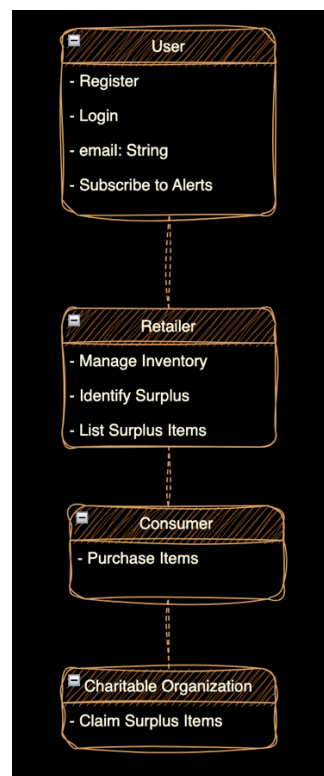 User
- Register
- Login
- email: String
- Subscribe to Alerts
Retailer
- Manage Inventory
- Identify Surplus
- List Surplus Items
Consumer
- Purchase Items
Charitable Organization
- Claim Surplus Items